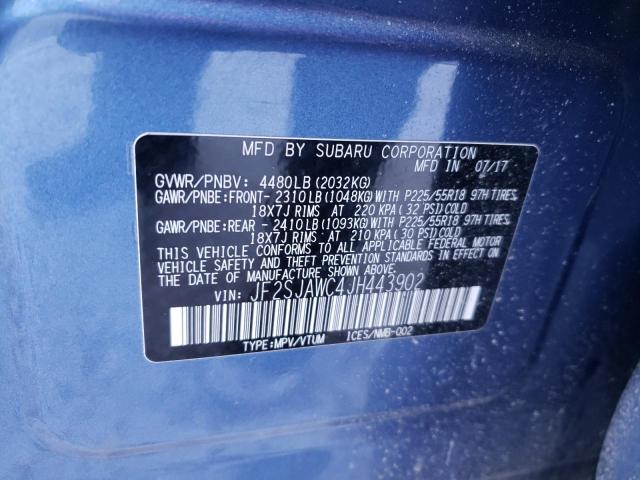 MFD BY SUBARU CORPORATION
MFD IN 07/17
GVWR/PNBV: 4480LB(2032KG)
GAWR/PNBE:FRONT- 2310LB(1048KG)WITH P225/55R18 97H TIRES,
18X7J RIMS AT 220 KPA(32 PSI)COLD
GAWR/PNBE:REAR - 2410LB(1093KG)WITH P225/55R18 97H TIRES,
18X7J RIMS AT 210 KPA(30 PSI)COLD
THIS VEHICLE CONFORMS TO ALL APPLICABLE FEDERAL MOTOR
VEHICLE SAFETY AND THEFT PREVENTION STANDARDS IN EFFECT ON
THE DATE OF MANUFACTURE SHOWN ABOVE.
VIN: JF2SJAWC4JH443902
TYPE:MPV/VTUM ICES/NMB-002